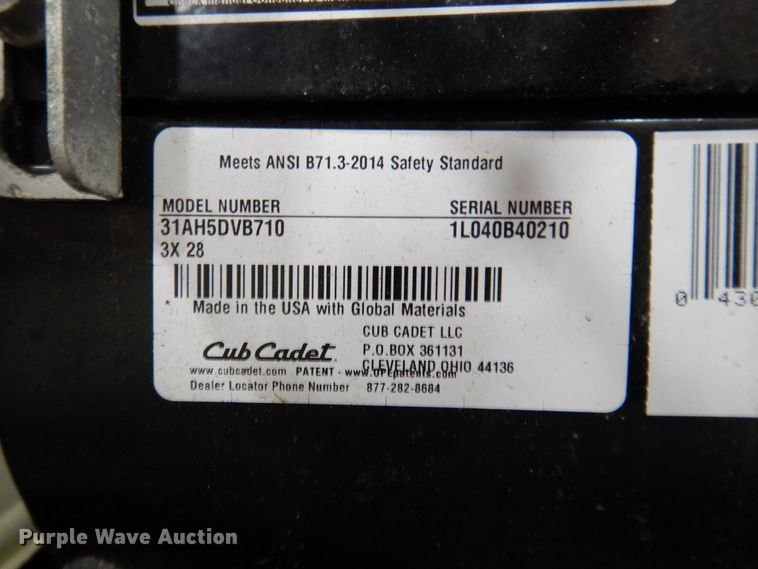 Meets ANSI B71.3-2014 Safety Standard
MODEL NUMBER SERIAL NUMBER
31AH5DVB710 1L040B40210
3X 28
* Made in the USA with Global Materials
CUB CADET LLC
Cub Cadet P.O.BOX 361131
CLEVELAND OHIO 44136
www.cubcadet.com PATENT - www.OPEpatents.com
Dealer Locator Phone Number 877-282-8684
0 430
Purple Wave Auction